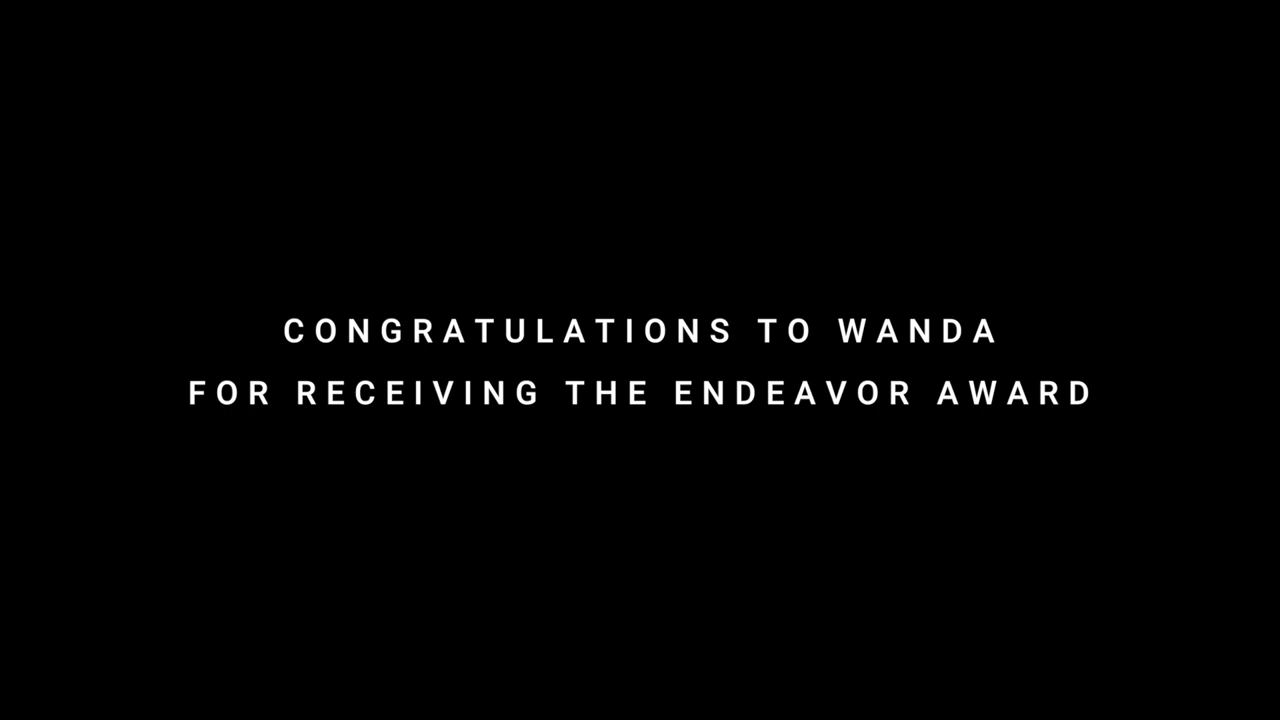 CONGRATULATIONS TO WANDA
FOR RECEIVING THE ENDEAVOR AWARD